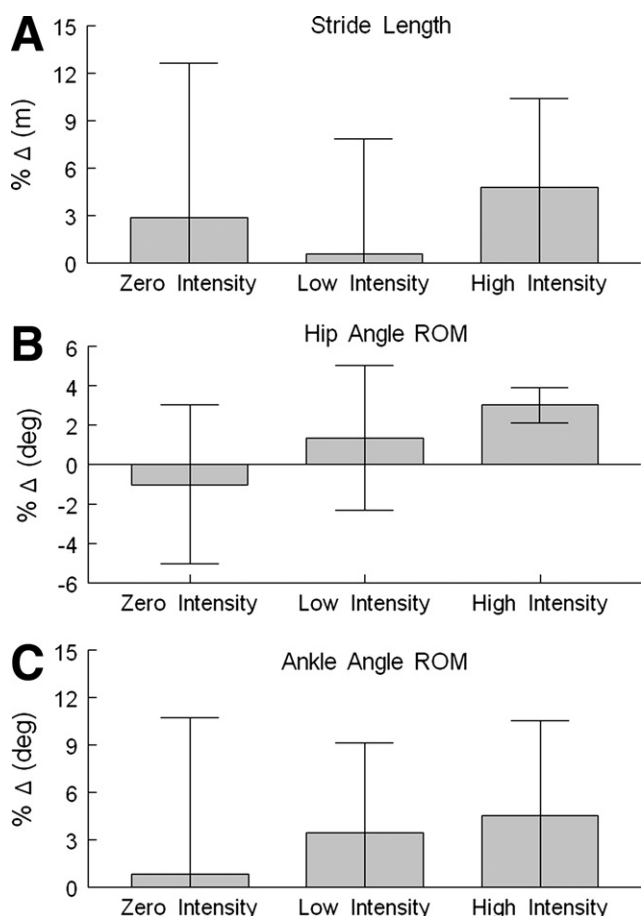 A
Stride Length
15
12
9
6
3
0
% Δ (m)
Zero Intensity Low Intensity High Intensity
B
Hip Angle ROM
6
4
2
0
-2
-4
-6
% Δ (deg)
Zero Intensity Low Intensity High Intensity
C
Ankle Angle ROM
15
12
9
6
3
0
% Δ (deg)
Zero Intensity Low Intensity High Intensity